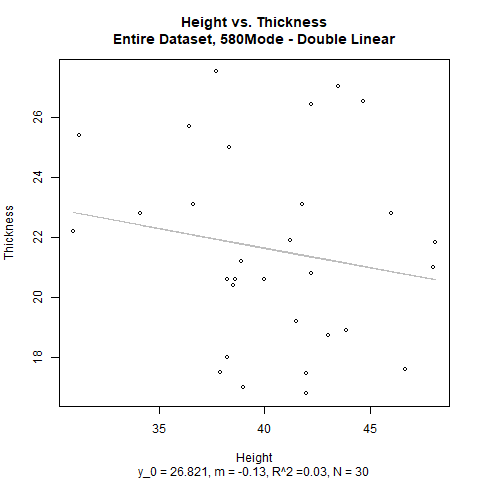 Height vs. Thickness
Entire Dataset, 580Mode - Double Linear
Thickness
26
24
22
20
18
35 40 45
Height
y_0 = 26.821, m = -0.13, R^2 =0.03, N = 30